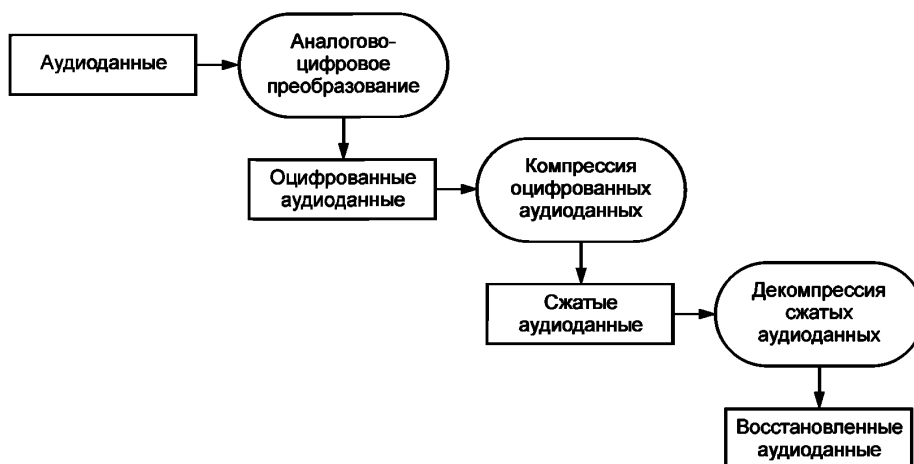 Аудиоданные
Аналогово-
цифровое
преобразование
Оцифрованные
аудиоданные
Компрессия
оцифрованных
аудиоданных
Сжатые
аудиоданные
Декомпрессия
сжатых
аудиоданных
Восстановленные
аудиоданные